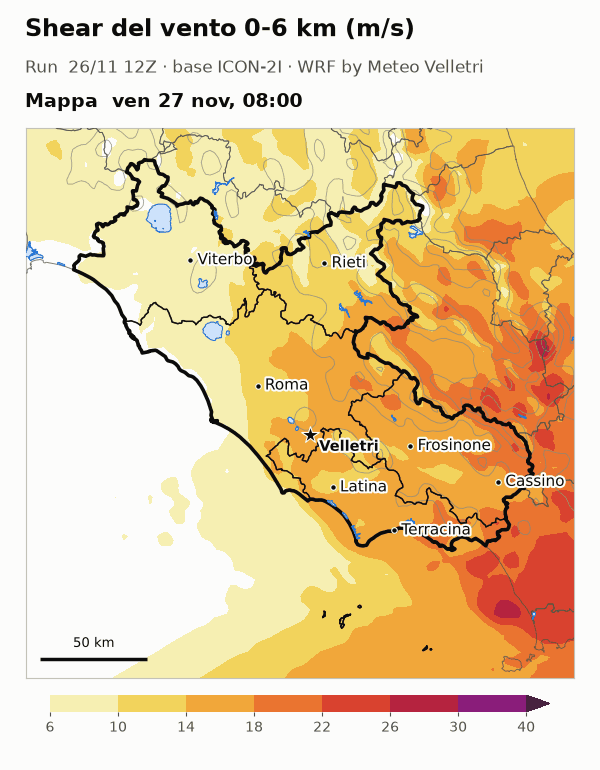 Shear del vento 0-6 km (m/s)
Run  26/11 12Z · base ICON-2I · WRF by Meteo Velletri
Mappa  ven 27 nov, 08:00
Viterbo
Rieti
Roma
Velletri
Frosinone
Latina
Cassino
Terracina
50 km
6 10 14 18 22 26 30 40